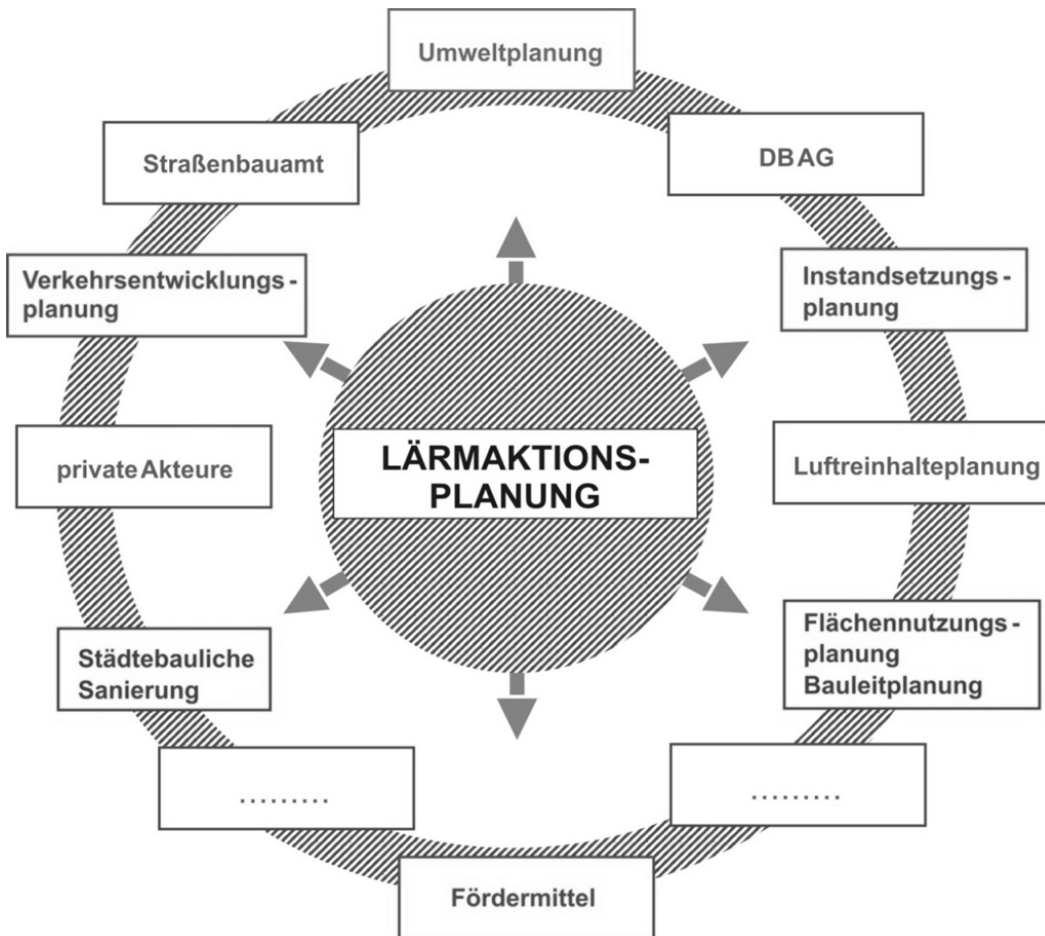 Umweltplanung
Straßenbauamt
DB AG
Verkehrsentwicklungs-
planung
Instandsetzungs-
planung
LÄRMAKTIONS-
PLANUNG
private Akteure
Luftreinhalteplanung
Städtebauliche
Sanierung
Flächennutzungs-
planung
Bauleitplanung
.........
.........
Fördermittel